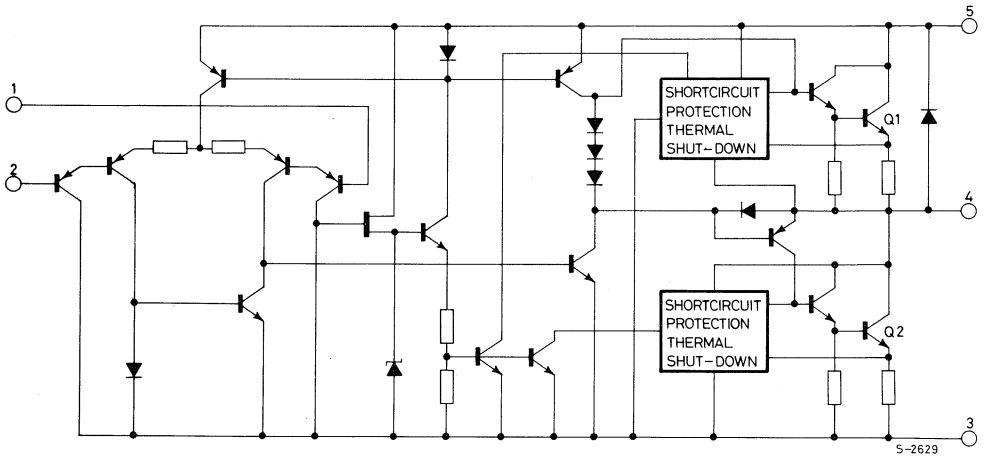 5
1
SHORTCIRCUIT
PROTECTION
THERMAL
SHUT-DOWN
Q1
2
4
SHORTCIRCUIT
PROTECTION
THERMAL
SHUT-DOWN
Q2
3
S-2629